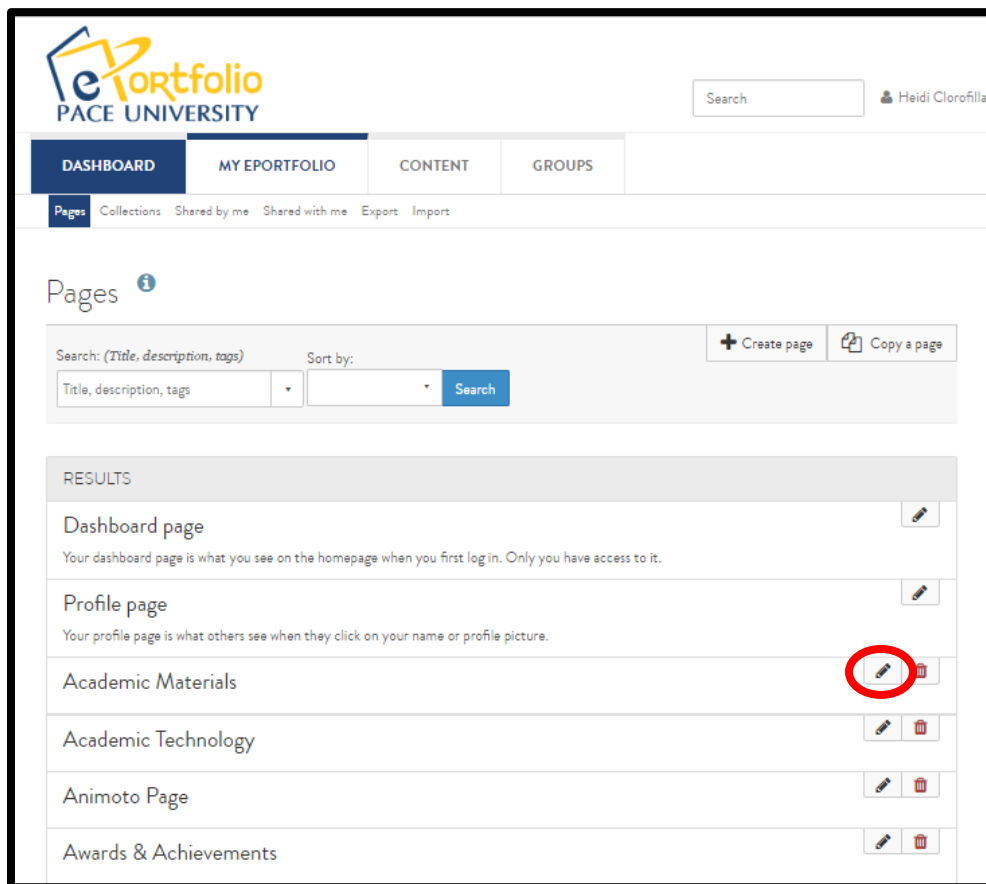 ePortfolio
PACE UNIVERSITY
Search
Heidi Clorofilla
DASHBOARD MY EPORTFOLIO CONTENT GROUPS
Pages Collections Shared by me Shared with me Export Import
Pages
Create page Copy a page
Search: (Title, description, tags) Sort by:
Title, description, tags Search
RESULTS
Dashboard page
Your dashboard page is what you see on the homepage when you first log in. Only you have access to it.
Profile page
Your profile page is what others see when they click on your name or profile picture.
Academic Materials
Academic Technology
Animoto Page
Awards & Achievements